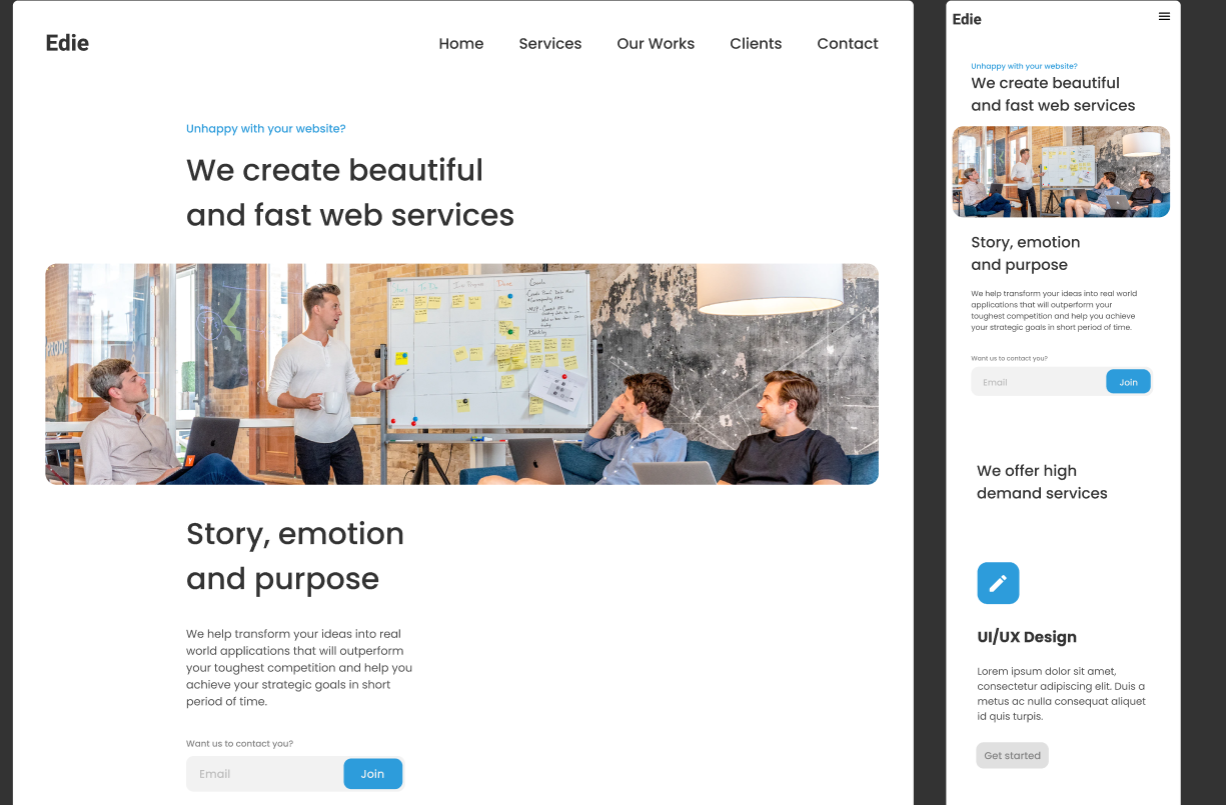 Edie
Home Services Our Works Clients Contact
Unhappy with your website?
We create beautiful
and fast web services
Story, emotion
and purpose
We help transform your ideas into real
world applications that will outperform
your toughest competition and help you
achieve your strategic goals in short
period of time.
Want us to contact you?
Email Join
Edie
Unhappy with your website?
We create beautiful
and fast web services
Story, emotion
and purpose
We help transform your ideas into real world
applications that will outperform your
toughest competition and help you achieve
your strategic goals in short period of time.
Want us to contact you?
Email Join
We offer high
demand services
UI/UX Design
Lorem ipsum dolor sit amet,
consectetur adipiscing elit. Duis a
metus ac nulla consequat aliquet
id quis turpis.
Get started